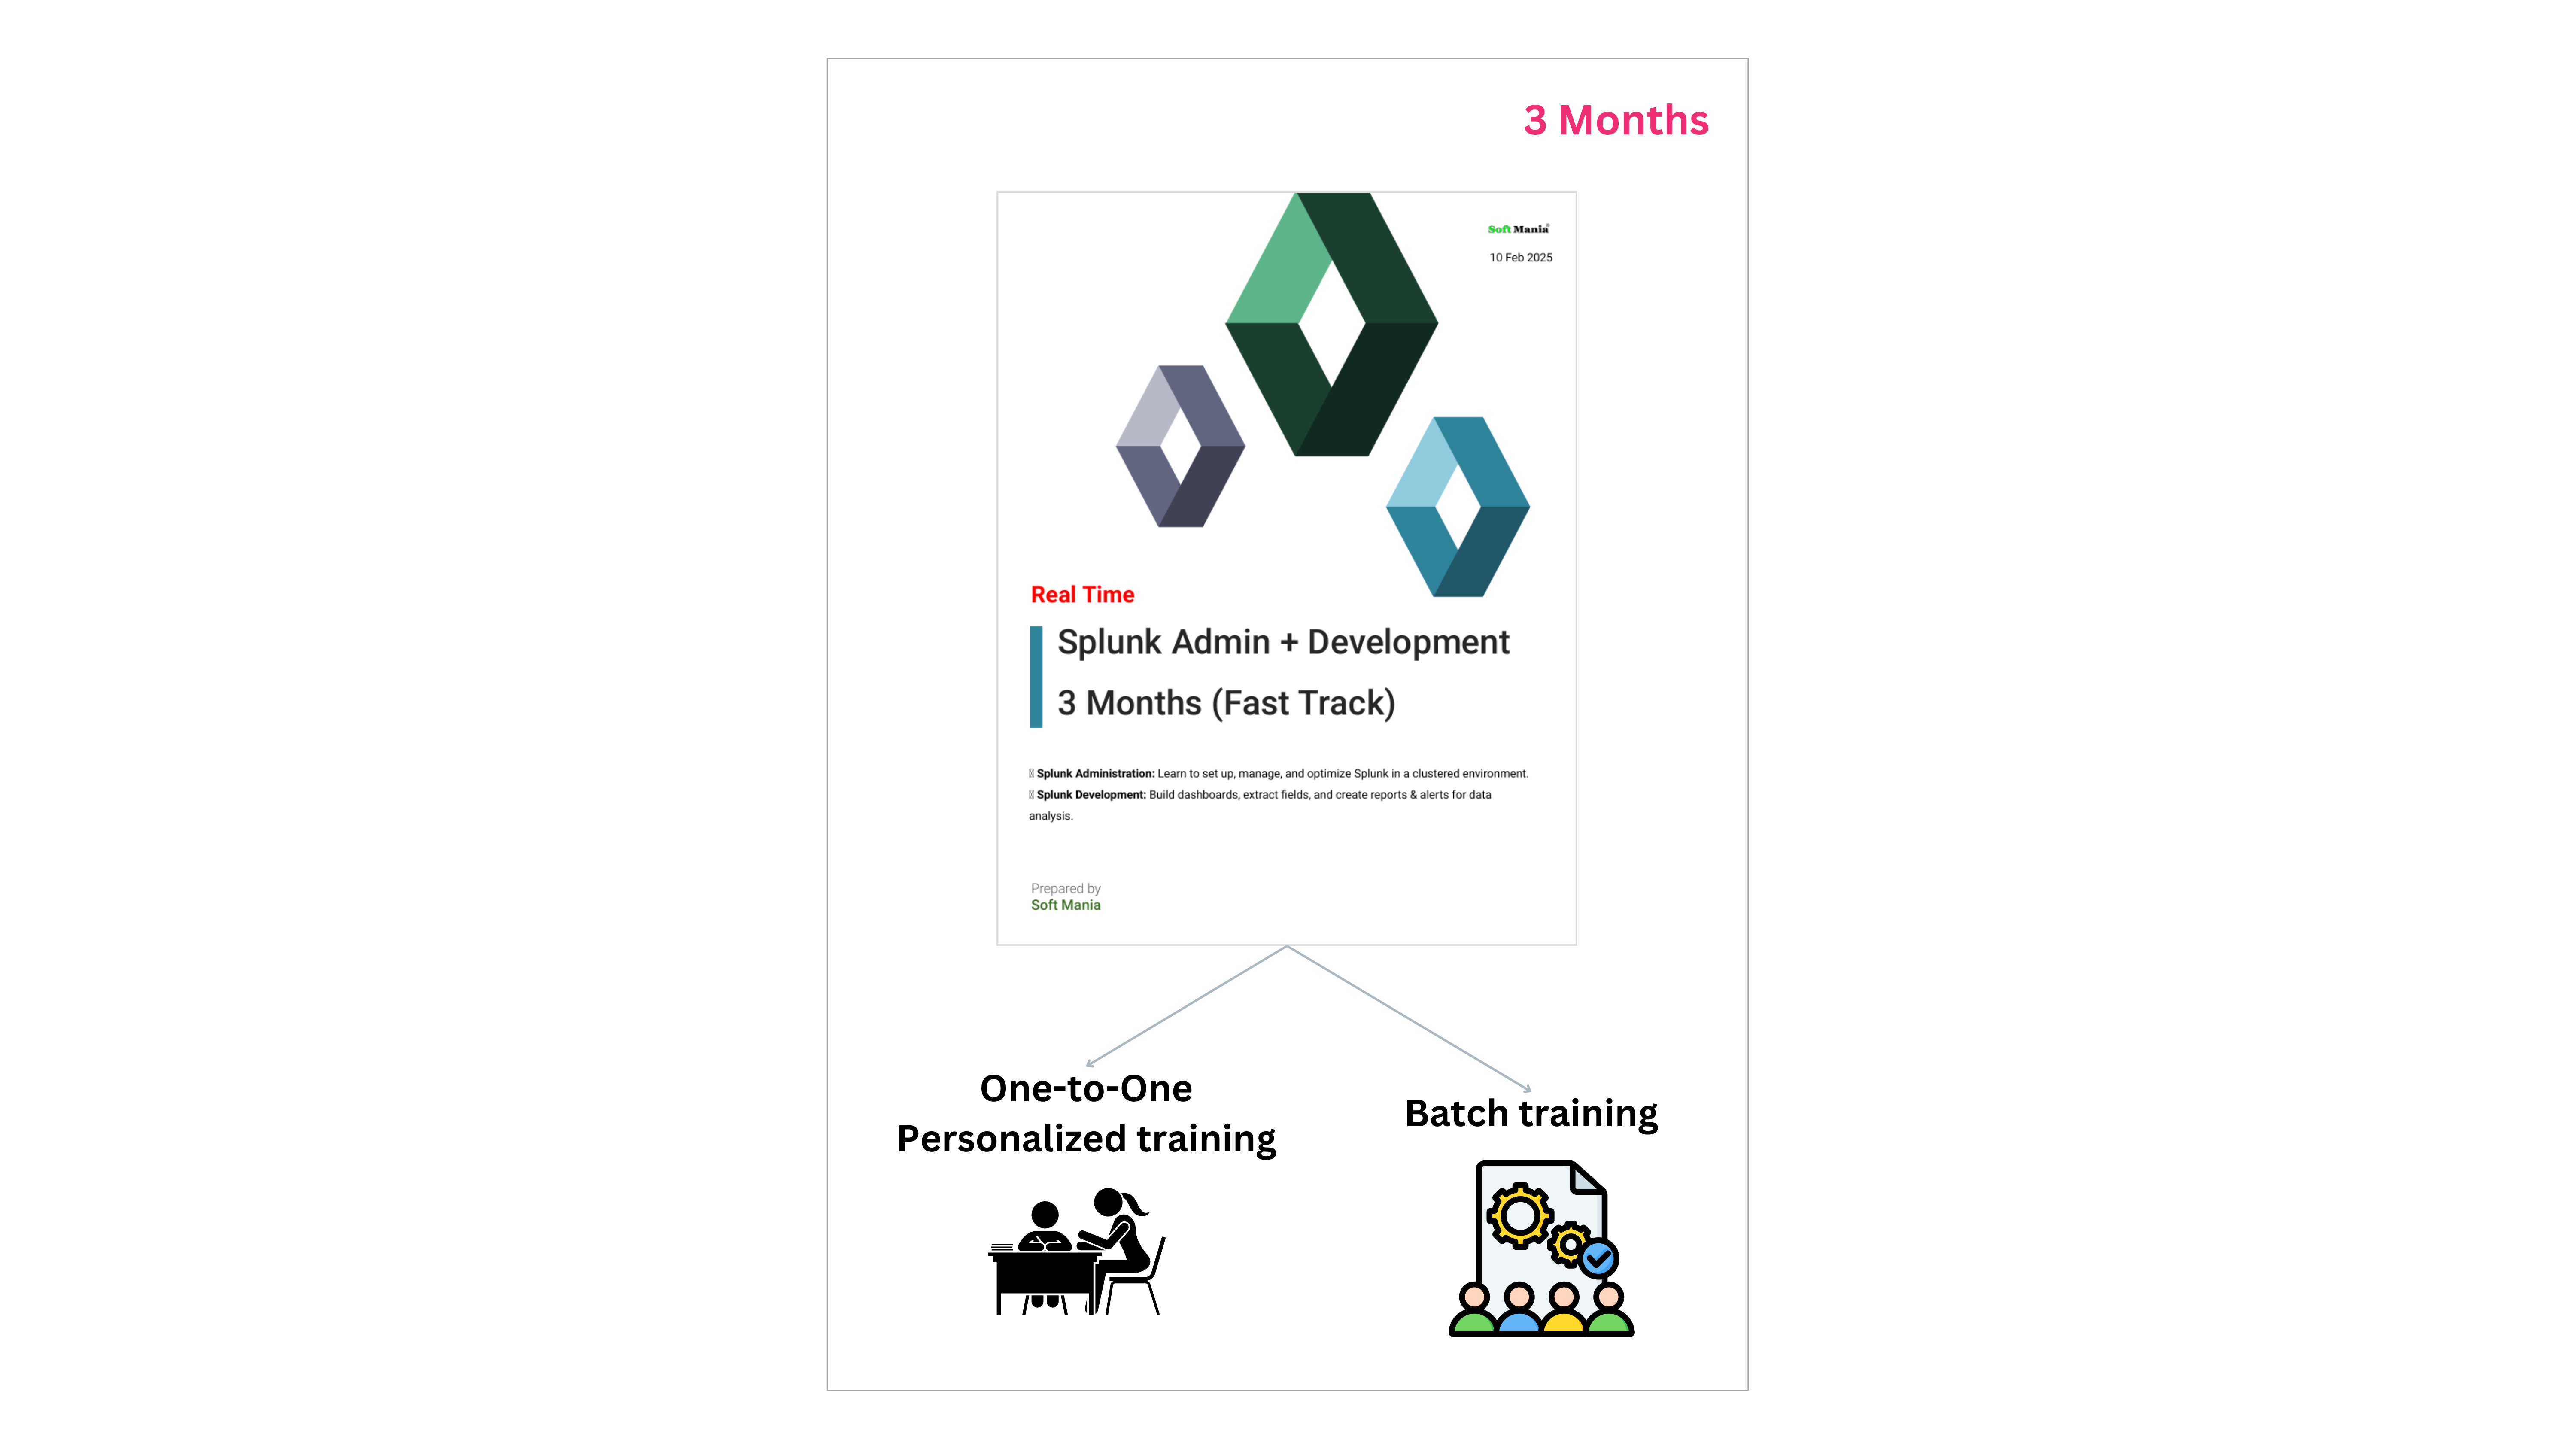 3 Months
Soft Mania
10 Feb 2025
Real Time
Splunk Admin + Development
3 Months (Fast Track)
Splunk Administration: Learn to set up, manage, and optimize Splunk in a clustered environment.
Splunk Development: Build dashboards, extract fields, and create reports & alerts for data
analysis.
Prepared by
Soft Mania
One-to-One
Personalized training
Batch training